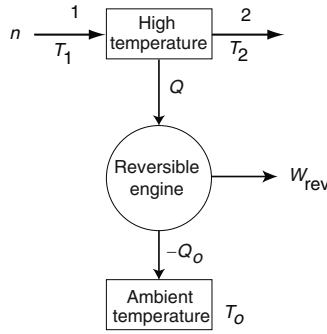 1
2
n
High
temperature
T1
T2
Q
Reversible
engine
Wrev
–Qo
Ambient
temperature
To